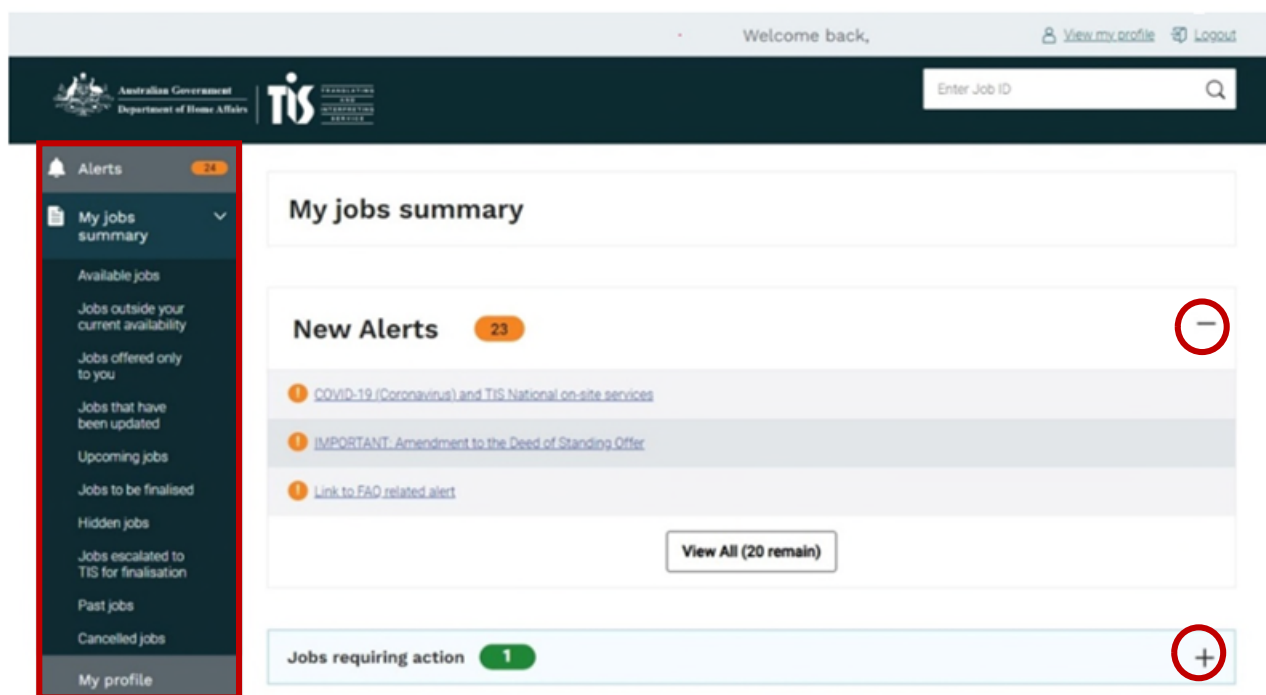 Welcome back,
View my profile
Logout
Australian Government
Department of Home Affairs
TIS
TRANSLATING
AND
INTERPRETING
SERVICE
Enter Job ID
Alerts 24
My jobs
summary
Available jobs
Jobs outside your
current availability
Jobs offered only
to you
Jobs that have
been updated
Upcoming jobs
Jobs to be finalised
Hidden jobs
Jobs escalated to
TIS for finalisation
Past jobs
Cancelled jobs
My profile
My jobs summary
New Alerts 23
COVID-19 (Coronavirus) and TIS National on-site services
IMPORTANT: Amendment to the Deed of Standing Offer
Link to FAQ related alert
View All (20 remain)
Jobs requiring action 1